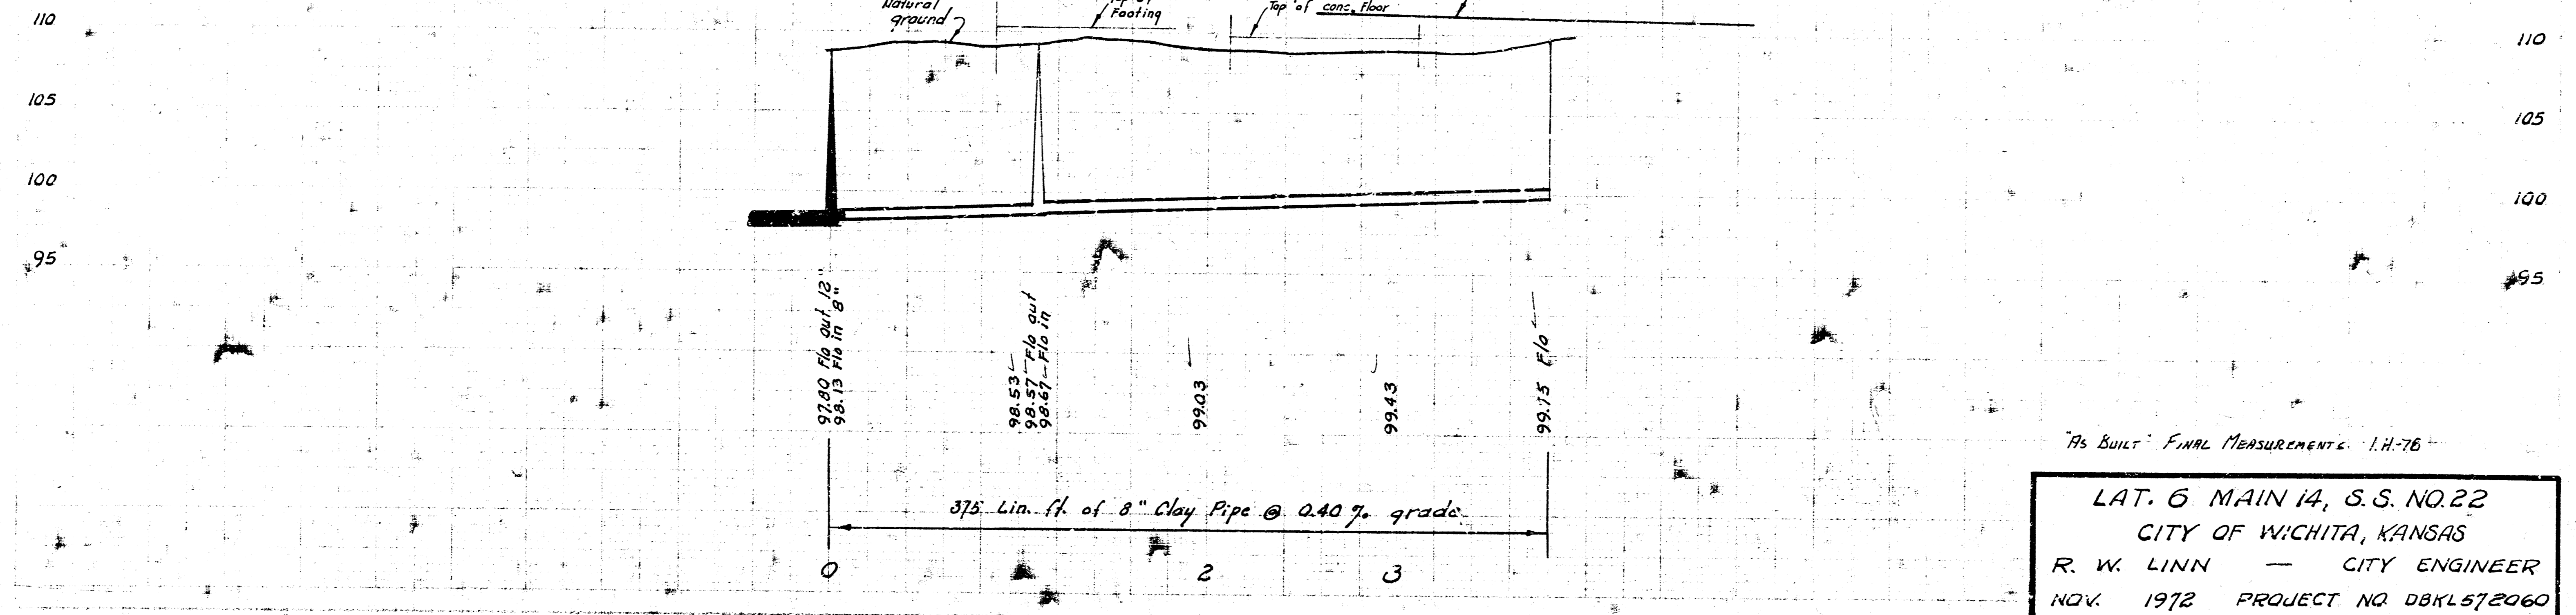 110
Natural
ground
Footing
Top of conc. Floor
110
105
105
100
100
95
95
97.80 Flo out 12"
98.13 Flo in 8"
98.53
98.57 Flo out
98.67 Flo in
99.03
99.43
99.75 Flo
"As BUILT" FINAL MEASUREMENTS.
375 Lin. ft. of 8" Clay Pipe @ 0.40 % grade
0
2
3
LAT. 6 MAIN 14, S.S. NO.22
CITY OF WICHITA, KANSAS
R. W. LINN — CITY ENGINEER
NOV. 1972 PROJECT NO. DBKL572060